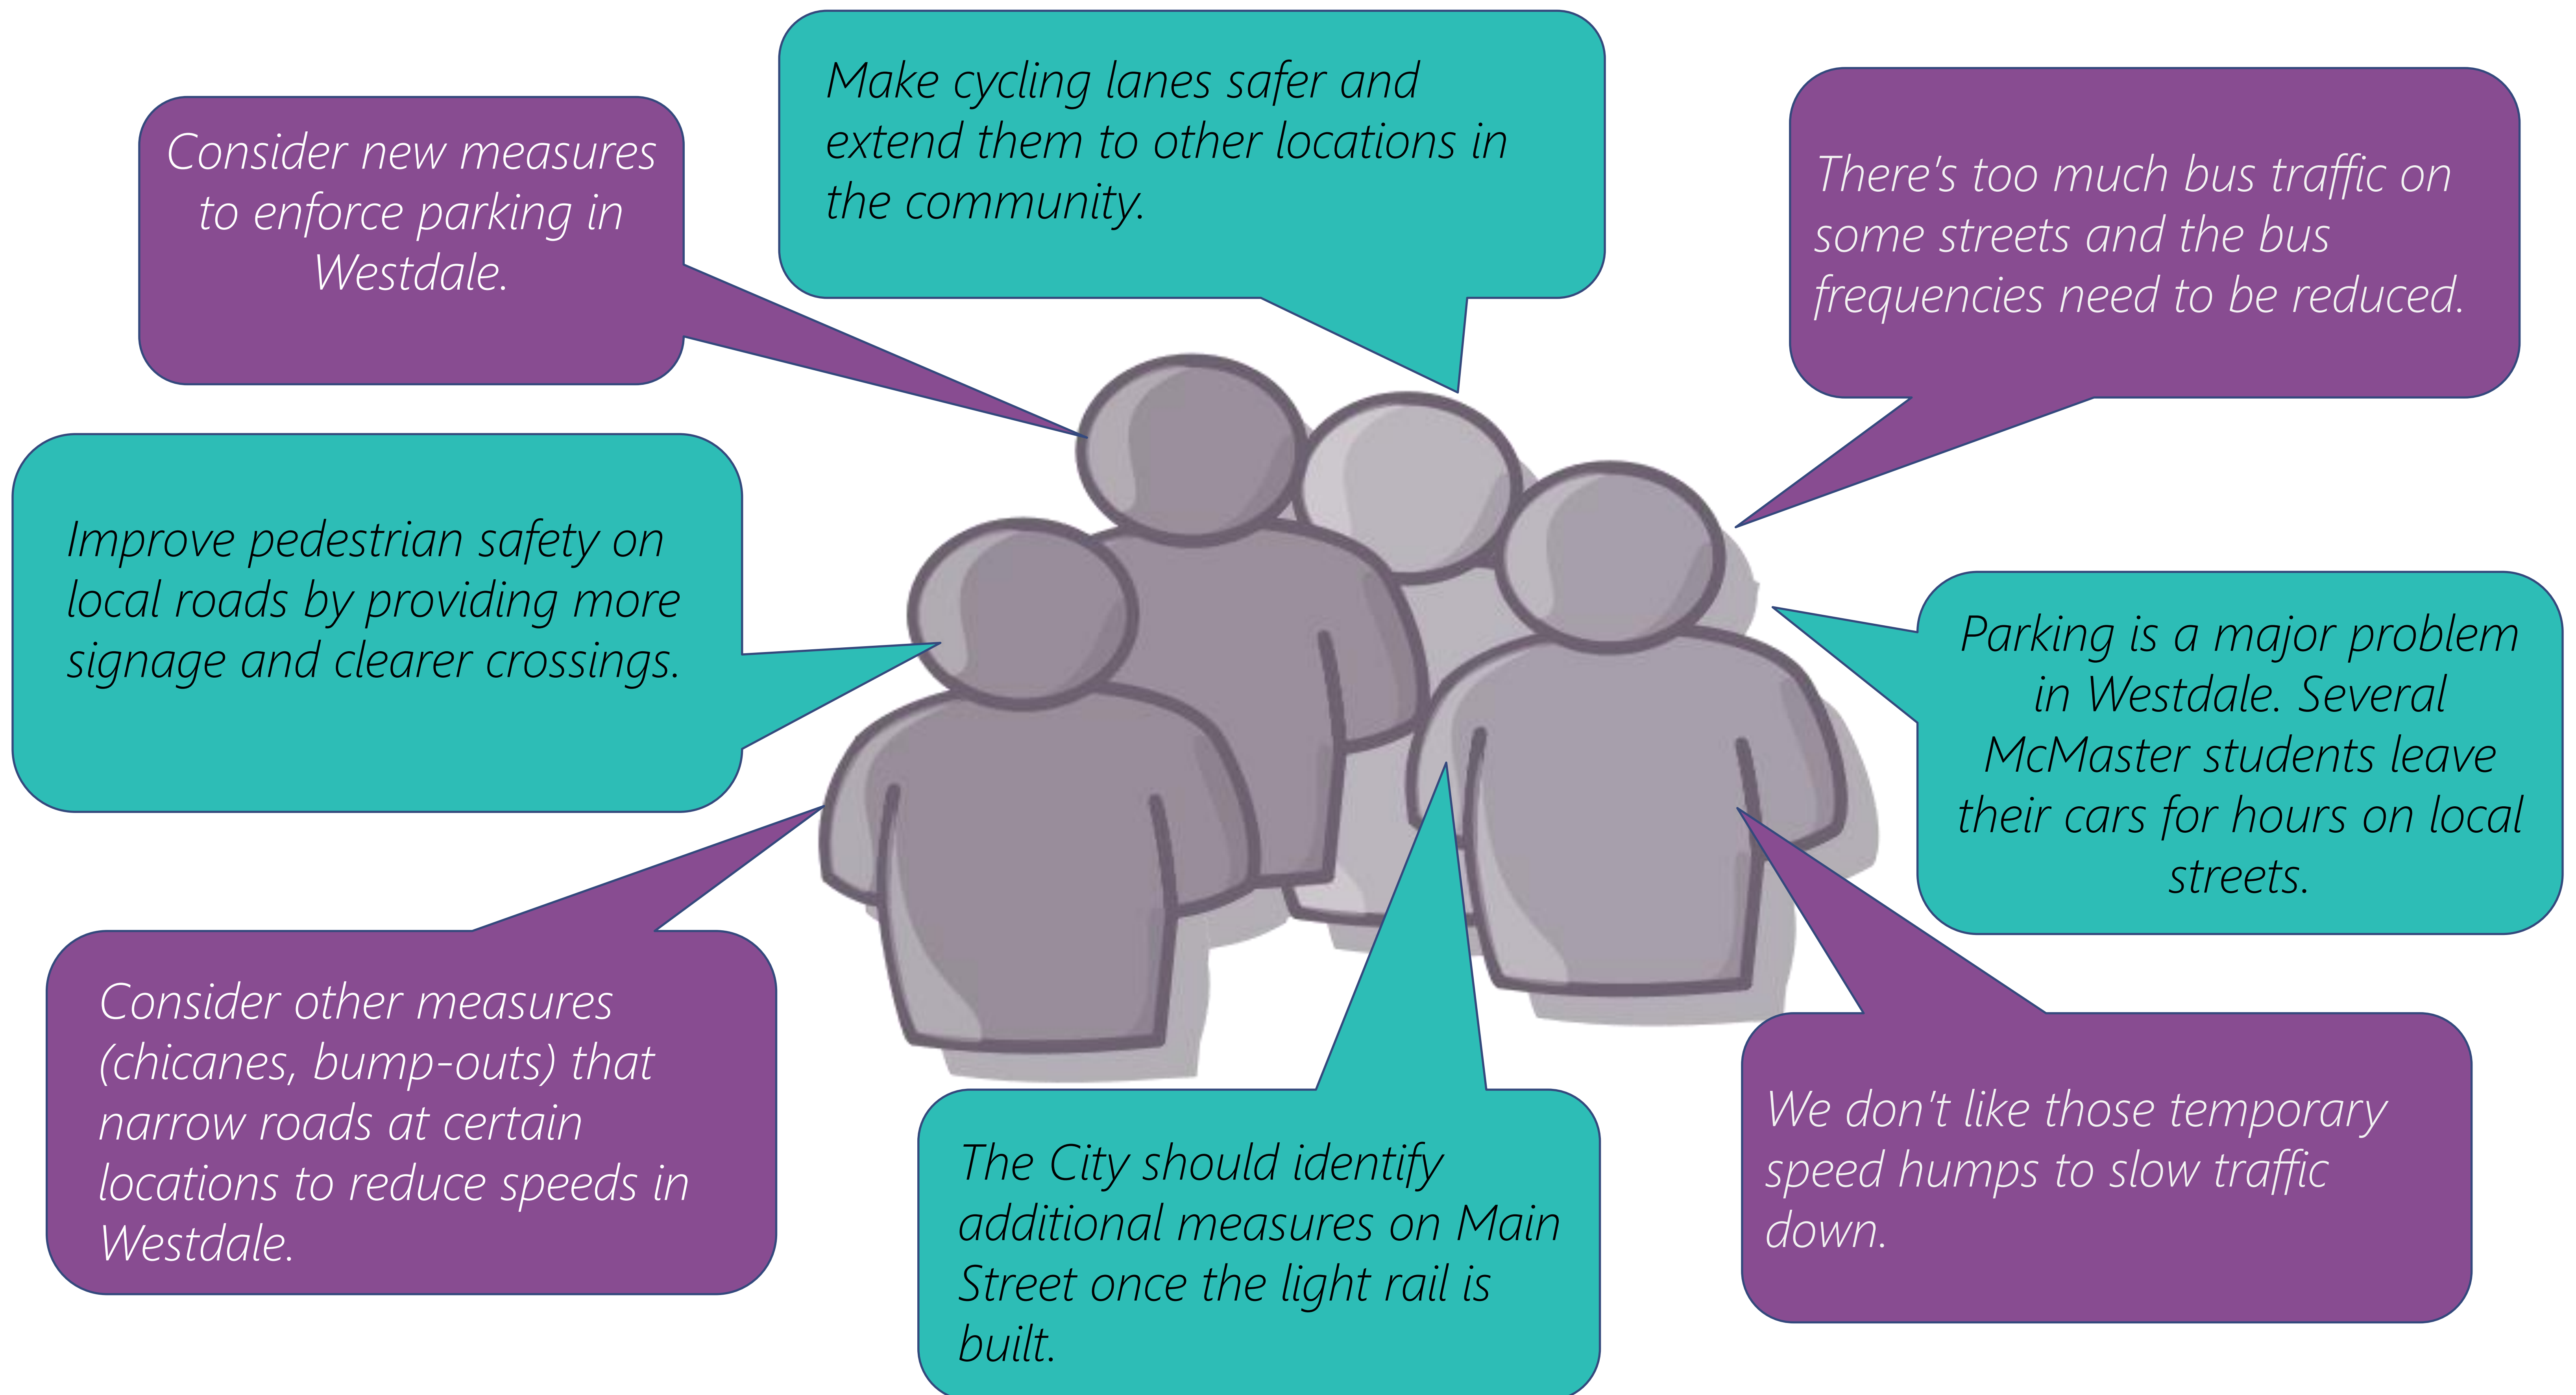 Consider new measures
to enforce parking in
Westdale.
Make cycling lanes safer and
extend them to other locations in
the community.
There's too much bus traffic on
some streets and the bus
frequencies need to be reduced.
Improve pedestrian safety on
local roads by providing more
signage and clearer crossings.
Parking is a major problem
in Westdale. Several
McMaster students leave
their cars for hours on local
streets.
Consider other measures
(chicanes, bump-outs) that
narrow roads at certain
locations to reduce speeds in
Westdale.
The City should identify
additional measures on Main
Street once the light rail is
built.
We don't like those temporary
speed humps to slow traffic
down.